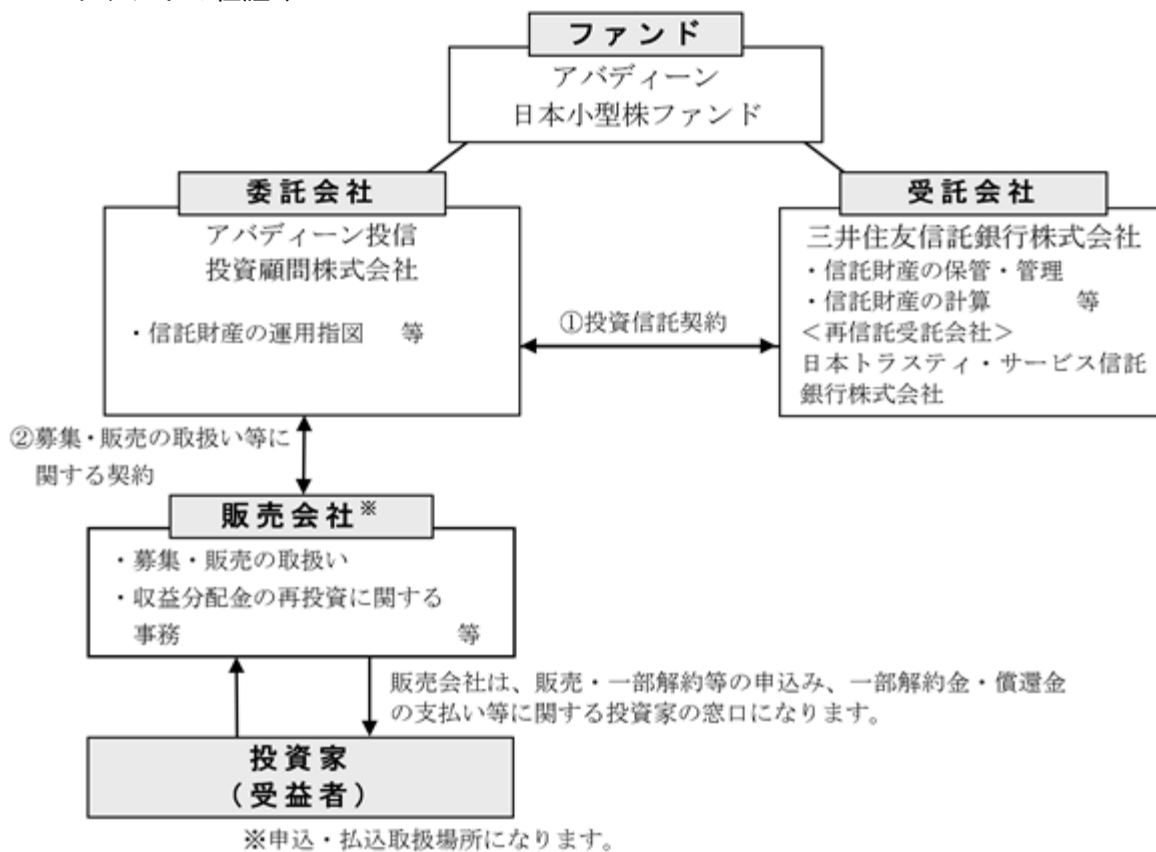 ファンド
アバディーン
日本小型株ファンド
委託会社
アバディーン投信
投資顧問株式会社
・信託財産の運用指図 等
受託会社
三井住友信託銀行株式会社
・信託財産の保管・管理
・信託財産の計算 等
＜再信託受託会社＞
日本トラスティ・サービス信託
銀行株式会社
①投資信託契約
②募集・販売の取扱い等に
関する契約
販売会社※
・募集・販売の取扱い
・収益分配金の再投資に関する
事務 等
販売会社は、販売・一部解約等の申込み、一部解約金・償還金
の支払い等に関する投資家の窓口になります。
投資家
（受益者）
※申込・払込取扱場所になります。